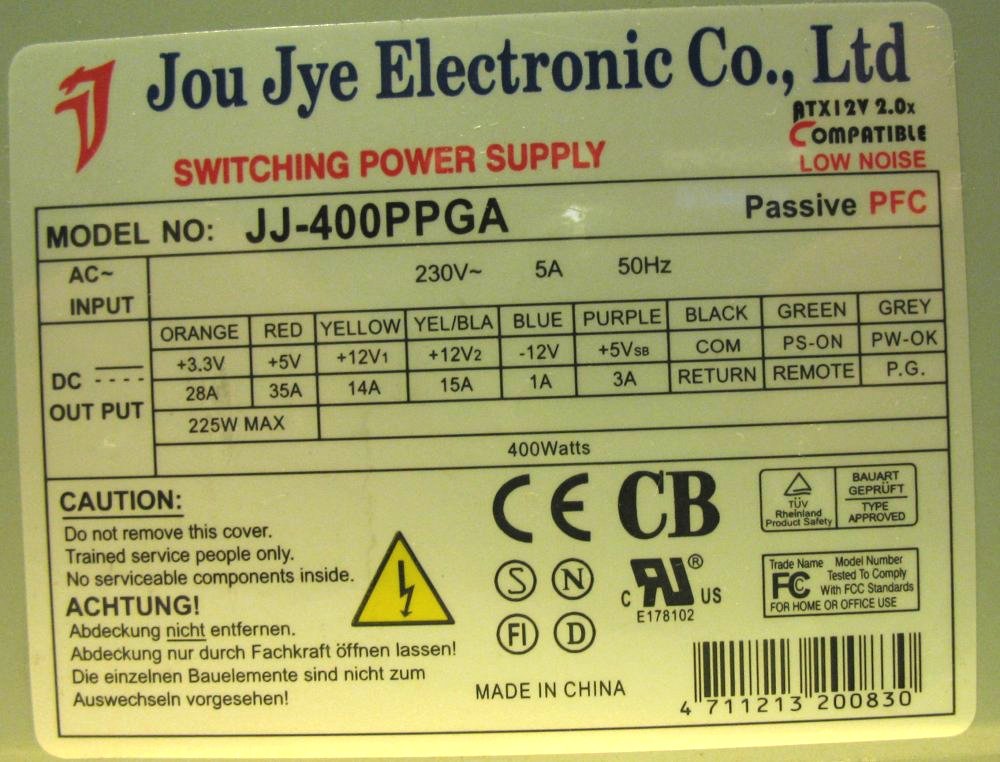 Jou Jye Electronic Co., Ltd
ATX12V 2.0x
COMPATIBLE
LOW NOISE
SWITCHING POWER SUPPLY
MODEL NO: JJ-400PPGA Passive PFC
AC~ INPUT 230V~ 5A 50Hz
ORANGE RED YELLOW YEL/BLA BLUE PURPLE BLACK GREEN GREY
+3.3V +5V +12V1 +12V2 -12V +5VSB COM PS-ON PW-OK
DC OUT PUT 28A 35A 14A 15A 1A 3A RETURN REMOTE P.G.
225W MAX
400Watts
CAUTION:
Do not remove this cover.
Trained service people only.
No serviceable components inside.
ACHTUNG!
Abdeckung nicht entfernen.
Abdeckung nur durch Fachkraft öffnen lassen!
Die einzelnen Bauelemente sind nicht zum
Auswechseln vorgesehen!
CE CB
TÜV
Rheinland
Product Safety
BAUART
GEPRÜFT
TYPE
APPROVED
S N
FI D
C RU ® US
E178102
Trade Name Model Number
FC Tested To Comply
With FCC Standards
FOR HOME OR OFFICE USE
MADE IN CHINA
4 711213 200830